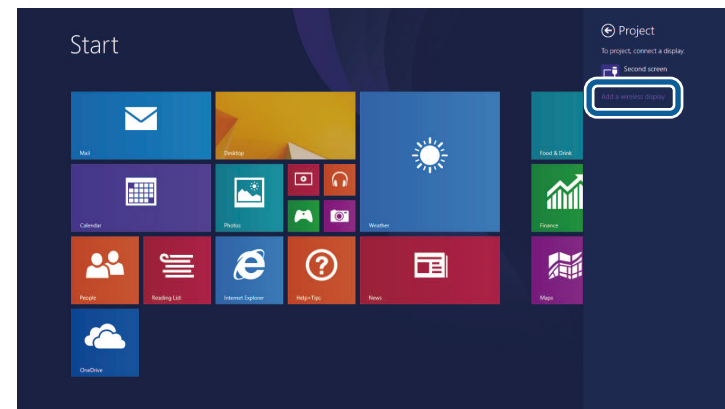 Start
Project
To project, connect a display
Second screen
Add a wireless display
Mail
Desktop
Food & Drink
Calendar
Photos
Weather
Finance
People
Reading List
Internet Explorer
Help+Tips
News
Maps
OneDrive